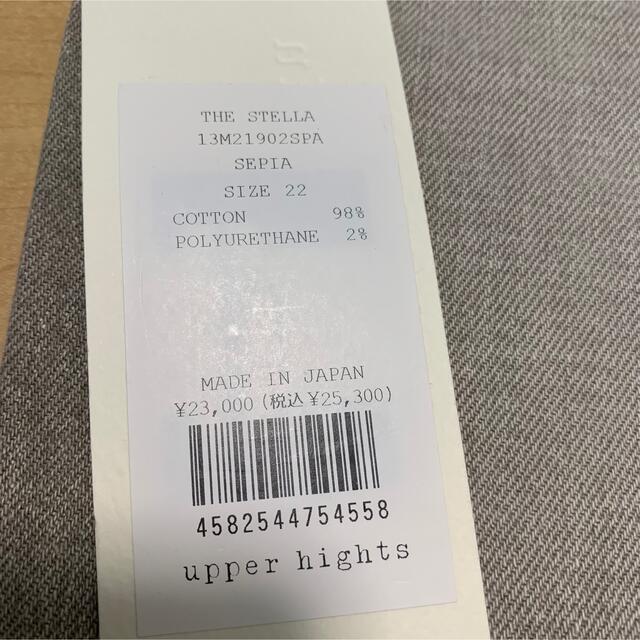 THE STELLA
13M21902SPA
SEPIA
SIZE 22
COTTON 98%
POLYURETHANE 2%
MADE IN JAPAN
¥23,000(税込¥25,300)
4582544754558
upper hights